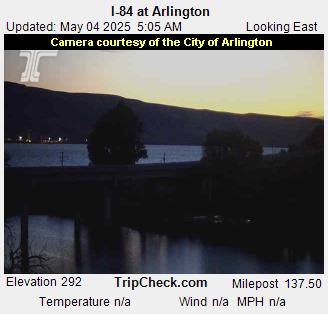 I-84 at Arlington
Updated: May 04 2025 5:05 AM Looking East
Camera courtesy of the City of Arlington
Elevation 292 TripCheck.com Milepost 137.50
Temperature n/a Wind n/a MPH n/a